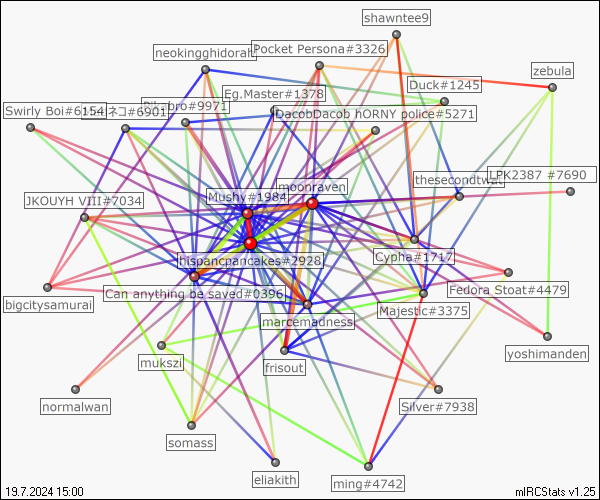 shawntee9
neokingghidorah
Pocket Persona#3326
zebula
Duck#1245
Eg.Master#1378
Swirly Boi#6154
ネコ#6901
#9971
DacobDacob
hORNY police#5271
JKOUYH VIII#7034
Mushy#1984
moonraven
thesecondtwat
LPK2387 #7690
hispancpancakes#2928
Cypha#1717
bigcitysamurai
Can anything be saved#0396
marcemadness
Majestic#3375
Fedora Stoat#4479
mukszi
frisout
yoshimanden
normalwan
Silver#7938
somass
eliakith
ming#4742
19.7.2024 15:00
mIRCStats v1.25